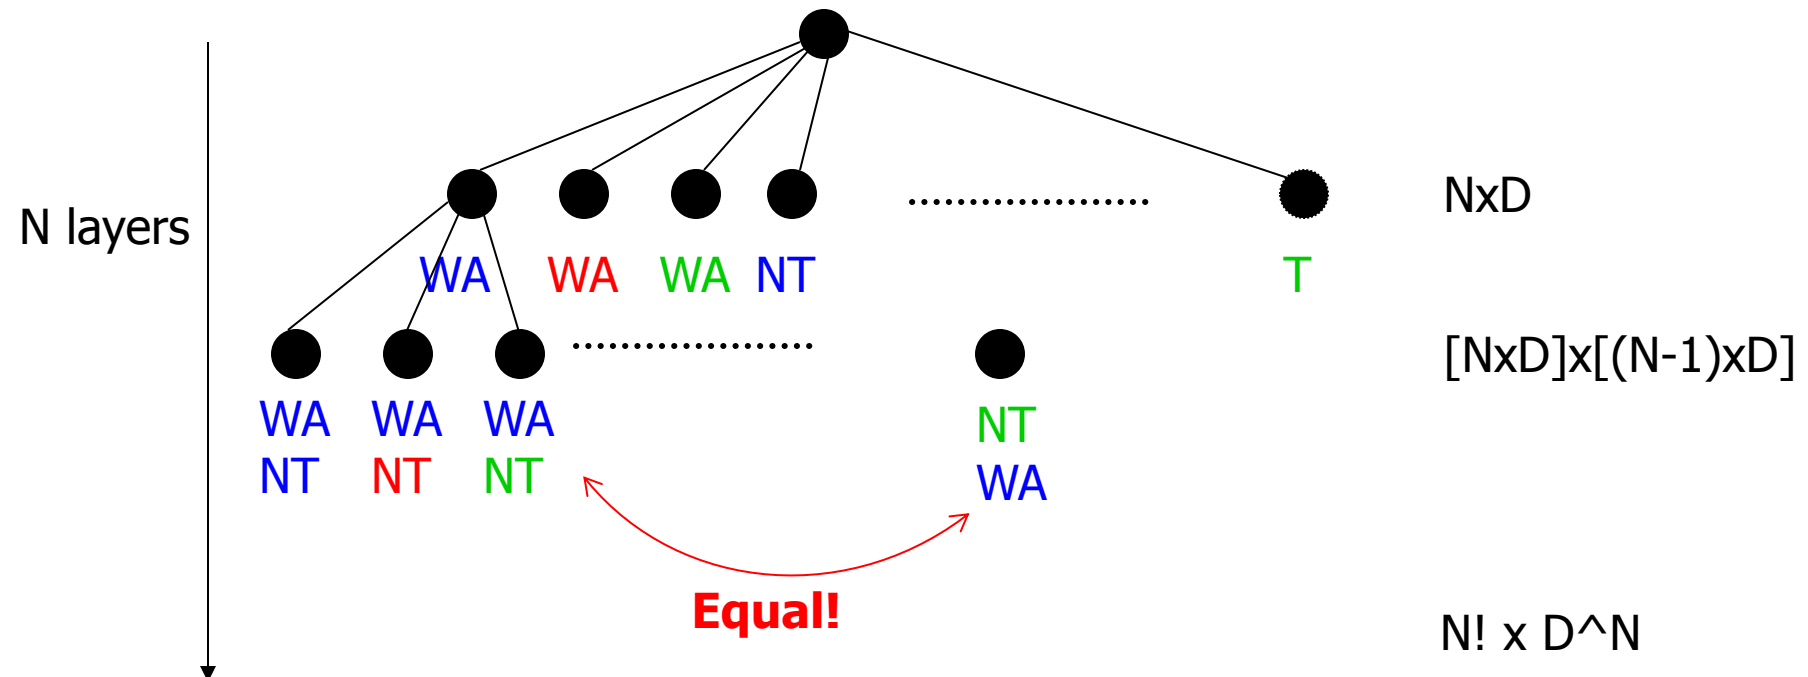 NxD
N layers
WA WA WA NT T
[NxD]x[(N-1)xD]
WA WA WA NT
NT NT NT WA
Equal!
N! x D^N